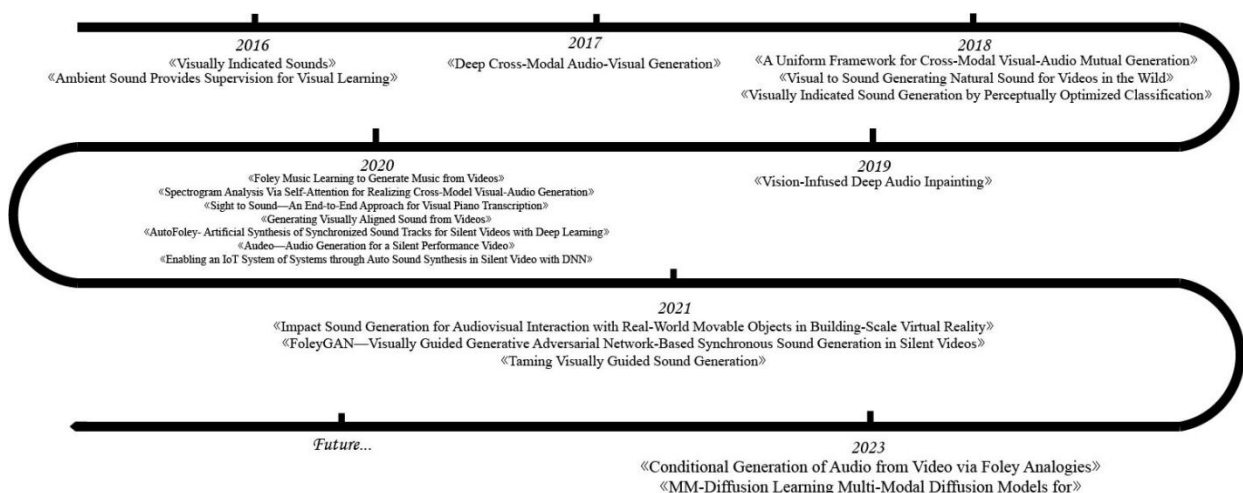 2016
«Visually Indicated Sounds»
«Ambient Sound Provides Supervision for Visual Learning»
2017
«Deep Cross-Modal Audio-Visual Generation»
2018
«A Uniform Framework for Cross-Modal Visual-Audio Mutual Generation»
«Visual to Sound Generating Natural Sound for Videos in the Wild»
«Visually Indicated Sound Generation by Perceptually Optimized Classification»
2019
«Vision-Infused Deep Audio Inpainting»
2020
«Foley Music Learning to Generate Music from Videos»
«Spectrogram Analysis Via Self-Attention for Realizing Cross-Model Visual-Audio Generation»
«Sight to Sound—An End-to-End Approach for Visual Piano Transcription»
«Generating Visually Aligned Sound from Videos»
«AutoFoley- Artificial Synthesis of Synchronized Sound Tracks for Silent Videos with Deep Learning»
«Audeo—Audio Generation for a Silent Performance Video»
«Enabling an IoT System of Systems through Auto Sound Synthesis in Silent Video with DNN»
2021
«Impact Sound Generation for Audiovisual Interaction with Real-World Movable Objects in Building-Scale Virtual Reality»
«FoleyGAN—Visually Guided Generative Adversarial Network-Based Synchronous Sound Generation in Silent Videos»
«Taming Visually Guided Sound Generation»
2023
«Conditional Generation of Audio from Video via Foley Analogies»
«MM-Diffusion Learning Multi-Modal Diffusion Models for»
Future...